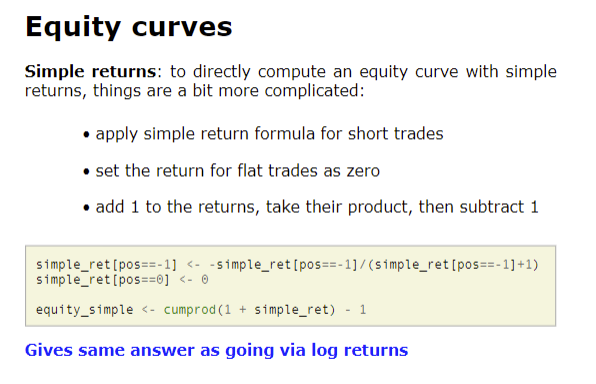 Equity curves
Simple returns: to directly compute an equity curve with simple
returns, things are a bit more complicated:
• apply simple return formula for short trades
• set the return for flat trades as zero
• add 1 to the returns, take their product, then subtract 1
simple_ret[pos==-1] <- -simple_ret[pos==-1]/(simple_ret[pos==-1]+1)
simple_ret[pos==0] <- 0
equity_simple <- cumprod(1 + simple_ret) - 1
Gives same answer as going via log returns